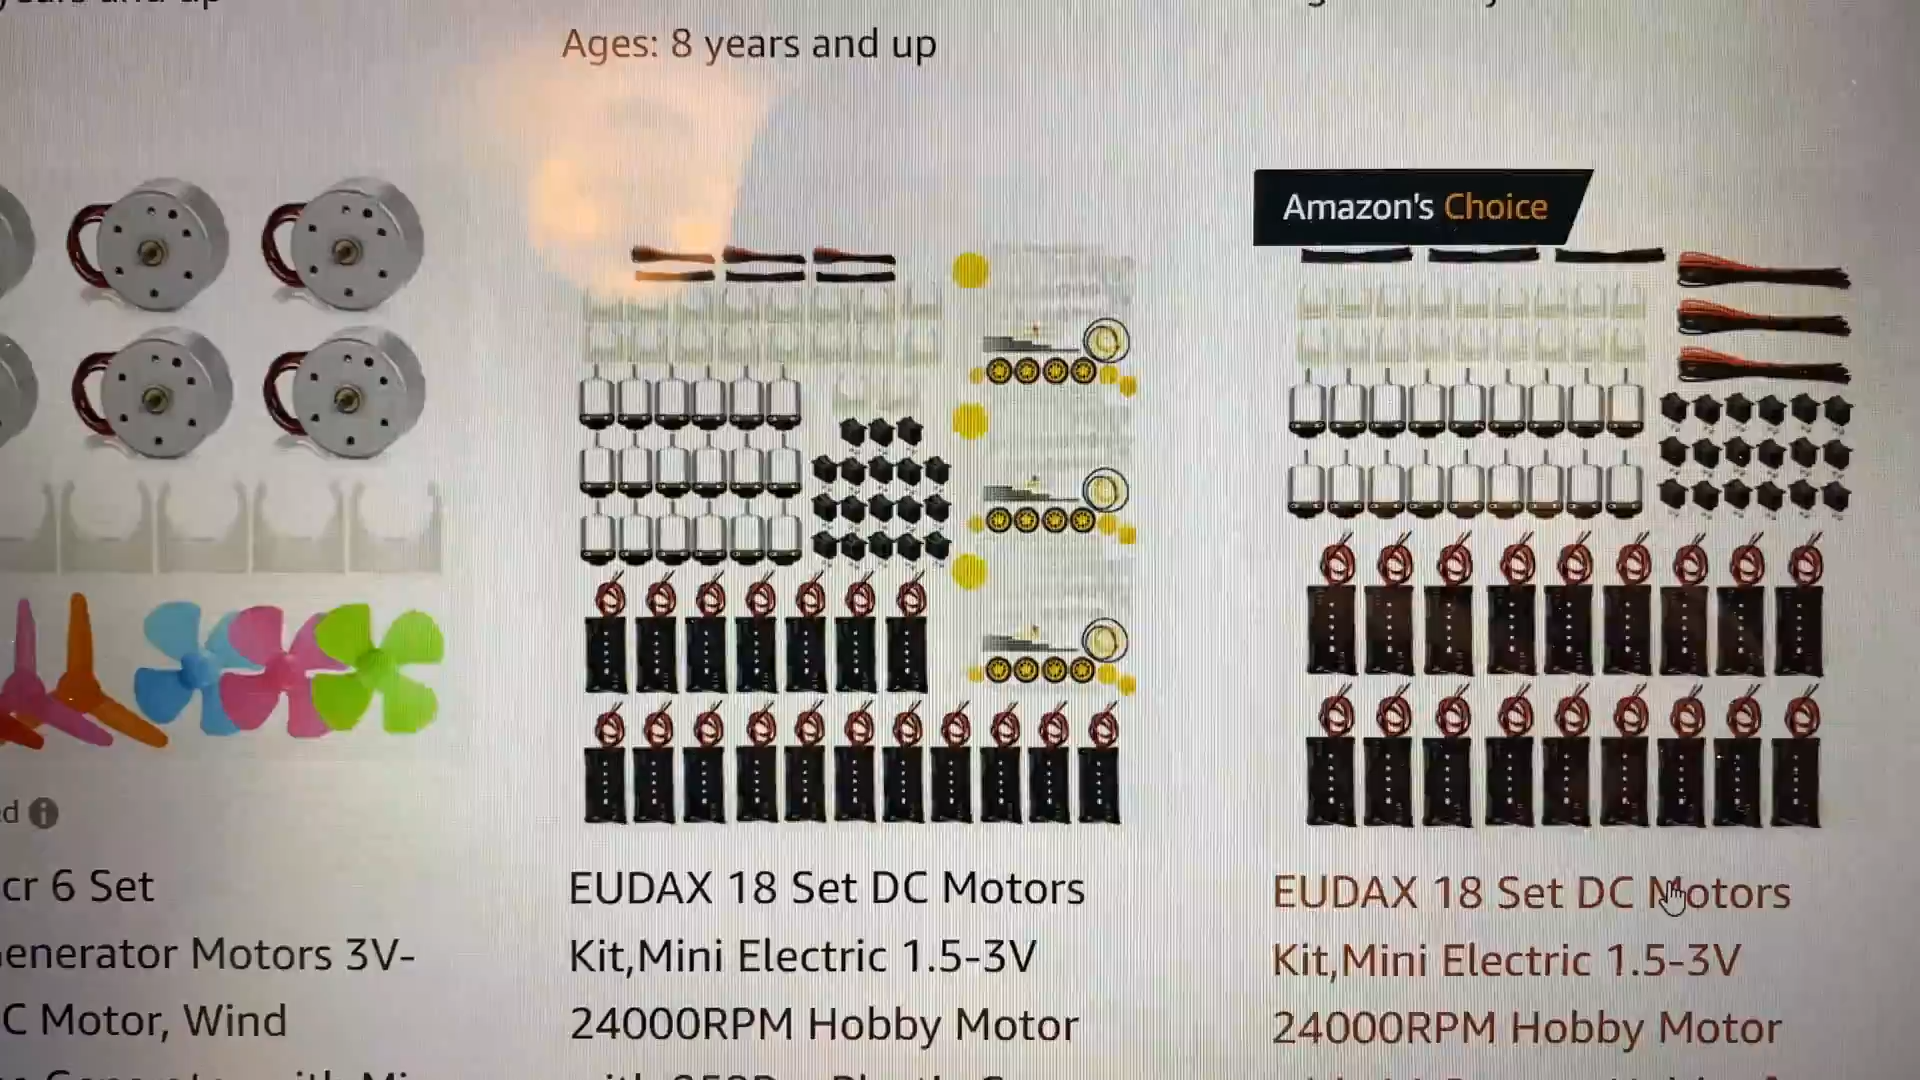 Ages: 8 years and up
Amazon's Choice
cr 6 Set
enerator Motors 3V-
C Motor, Wind
EUDAX 18 Set DC Motors
Kit,Mini Electric 1.5-3V
24000RPM Hobby Motor
EUDAX 18 Set DC Motors
Kit,Mini Electric 1.5-3V
24000RPM Hobby Motor